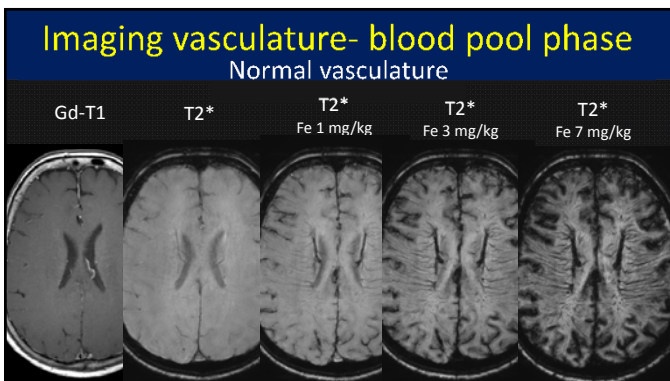 Imaging vasculature- blood pool phase
Normal vasculature
Gd-T1
T2*
T2*
Fe 1 mg/kg
T2*
Fe 3 mg/kg
T2*
Fe 7 mg/kg